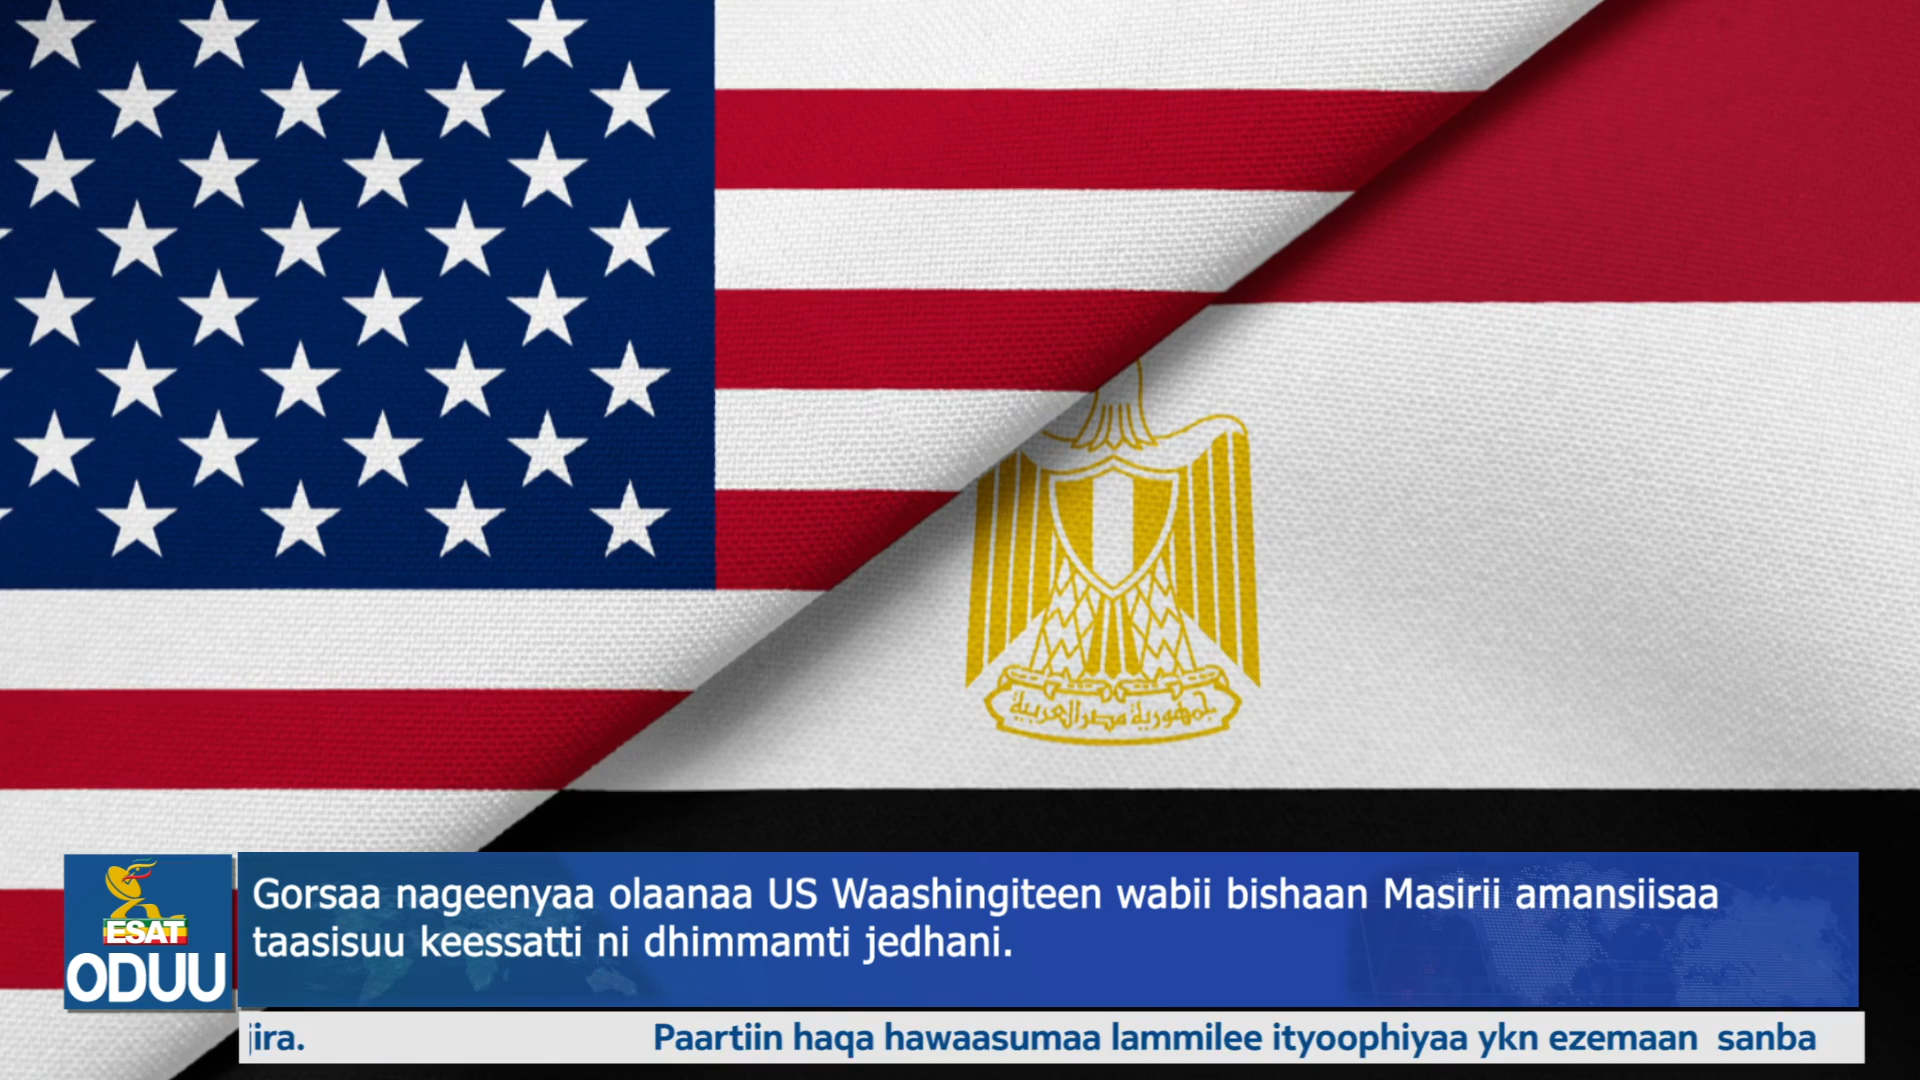 جمهورية مصر العربية
Gorsaa nageenyaa olaanaa US Waashingiteen wabii bishaan Masirii amansiisaa
taasisuu keessatti ni dhimmamti jedhani.
ESAT
ODUU
jira. Paartiin haqa hawaasumaa lammilee ityoophiyaa ykn ezemaan sanba